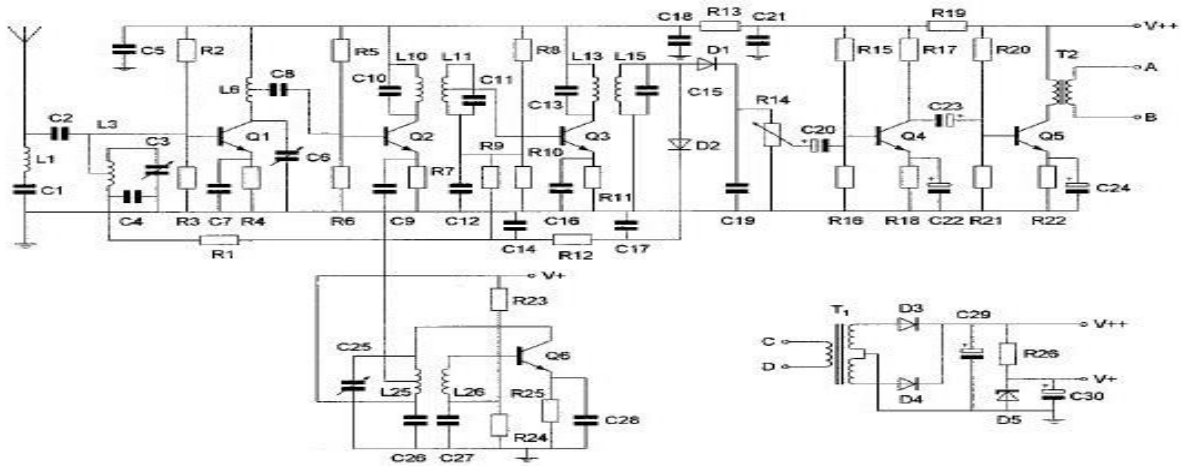 C18 R13 C21 R19 V++
C5 R2 R5 L10 L11 R8 L13 L15 D1 R15 R17 R20 T2
C8 C10 C11 A
L6 C13 C15 R14 B
C2 L3 C3 Q1 Q2 Q3 C20 C23 Q4 Q5
L1 C6 R9 R10 D2
C1 R7 R11 C24
C4 R3 C7 R4 R6 C9 C12 C16 C19 R16 R18 C22 R21 R22
R1 C14 R12 C17
V+
R23
C25 Q6
L25 L26 R25
R24 C28
C26 C27
T1 D3 C29 V++
C
D R26
V+
D4 D5 C30